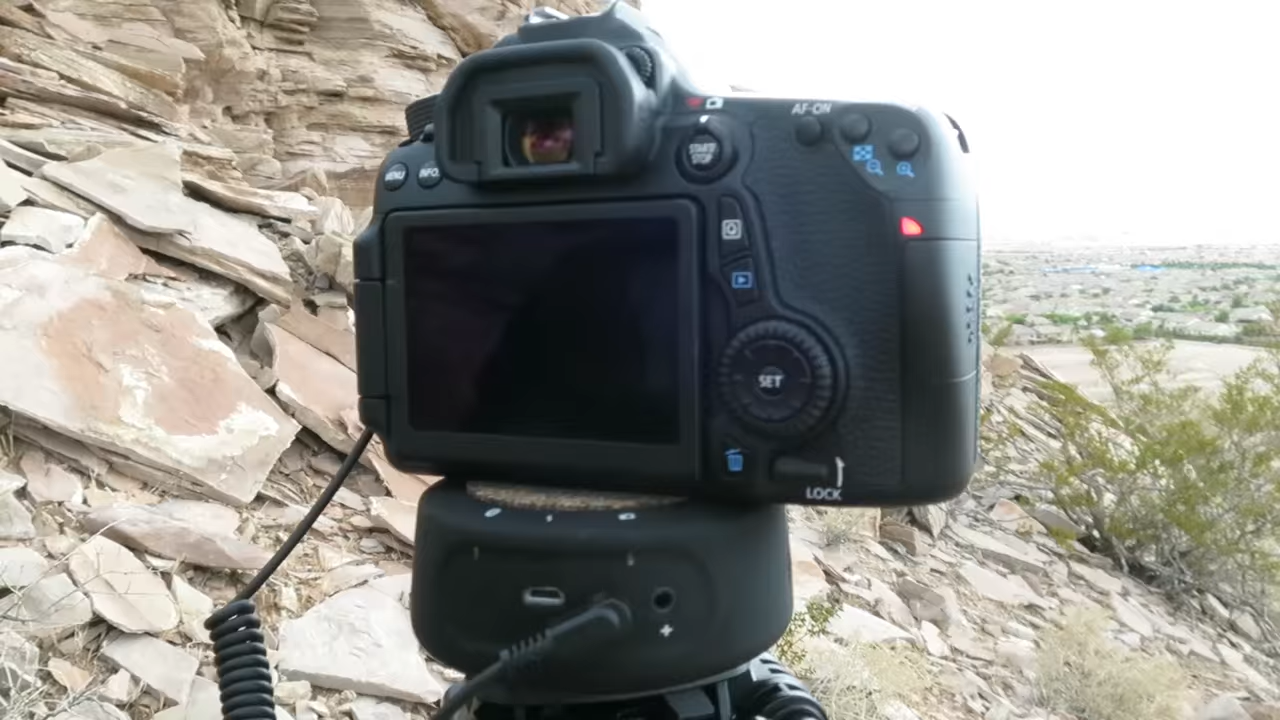 AF-ON
START/
STOP
MENU
INFO.
SET
LOCK